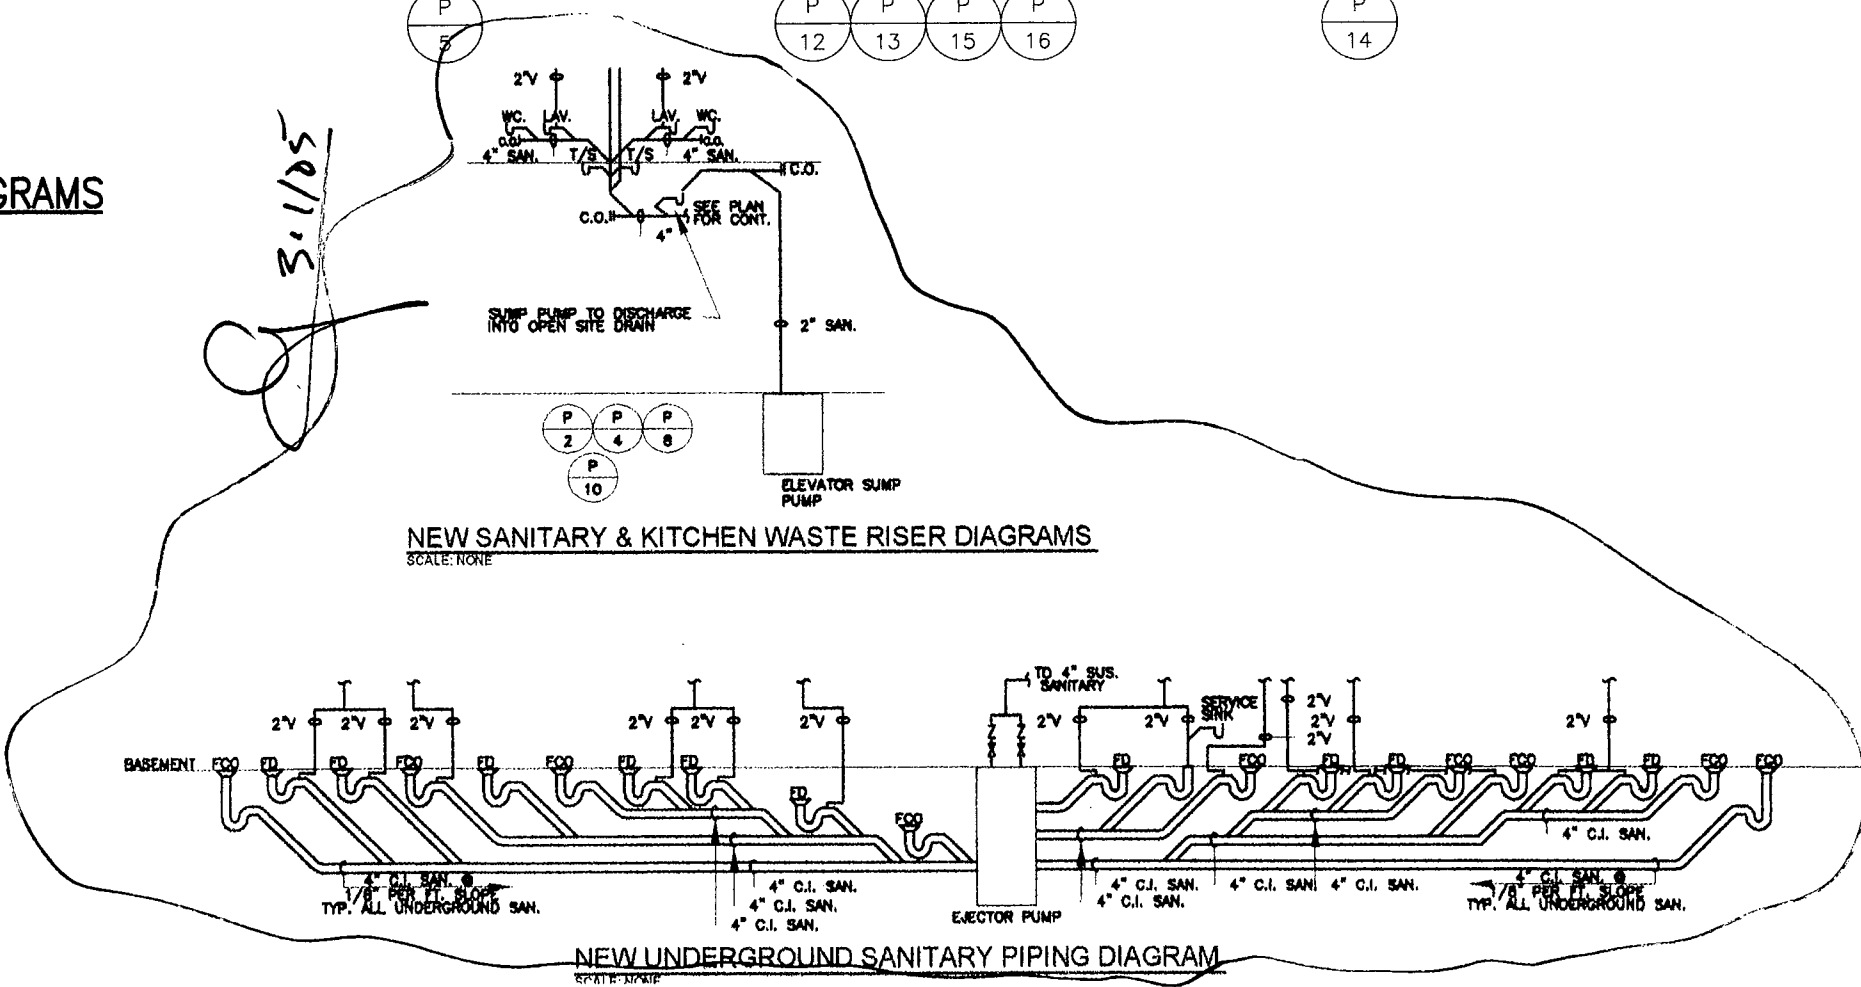 P P P P P P
5 12 13 15 16 14
GRAMS
3.1/05
2"V 2"V
WC. LAV. LAV. WC.
C.O. C.O.
4" SAN. T/S T/S 4" SAN.
C.O.
C.O. SEE PLAN
FOR CONT.
4"
SUMP PUMP TO DISCHARGE
INTO OPEN SITE DRAIN
2" SAN.
P P P
2 4 8
P
10
ELEVATOR SUMP
PUMP
NEW SANITARY & KITCHEN WASTE RISER DIAGRAMS
SCALE: NONE
TO 4" SUS.
SANITARY
SERVICE
SINK
2"V 2"V 2"V 2"V 2"V 2"V 2"V 2"V 2"V 2"V 2"V 2"V
BASEMENT FCO FD FD FCO FD FCO FD FD FD FCO FD FD FCO FCO FD FD FCO FCO
FD
FCO
FCO
4" C.I. SAN.
4" C.I. SAN. @
1/8" PER FT. SLOPE
TYP. ALL UNDERGROUND SAN.
4" C.I. SAN.
4" C.I. SAN.
4" C.I. SAN.
EJECTOR PUMP
4" C.I. SAN. 4" C.I. SAN. 4" C.I. SAN.
4" C.I. SAN.
4" C.I. SAN. @
1/8" PER FT. SLOPE
TYP. ALL UNDERGROUND SAN.
NEW UNDERGROUND SANITARY PIPING DIAGRAM
SCALE: NONE